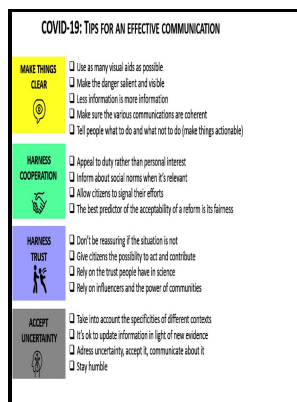 COVID-19: TIPS FOR AN EFFECTIVE COMMUNICATION
MAKE THINGS
CLEAR
❑ Use as many visual aids as possible
❑ Make the danger salient and visible
❑ Less information is more information
❑ Make sure the various communications are coherent
❑ Tell people what to do and what not to do (make things actionable)
HARNESS
COOPERATION
❑ Appeal to duty rather than personal interest
❑ Inform about social norms when it's relevant
❑ Allow citizens to signal their efforts
❑ The best predictor of the acceptability of a reform is its fairness
HARNESS
TRUST
❑ Don't be reassuring if the situation is not
❑ Give citizens the possiblity to act and contribute
❑ Rely on the trust people have in science
❑ Rely on influencers and the power of communities
ACCEPT
UNCERTAINTY
❑ Take into account the specificities of different contexts
❑ It's ok to update information in light of new evidence
❑ Adress uncertainty, accept it, communicate about it
❑ Stay humble